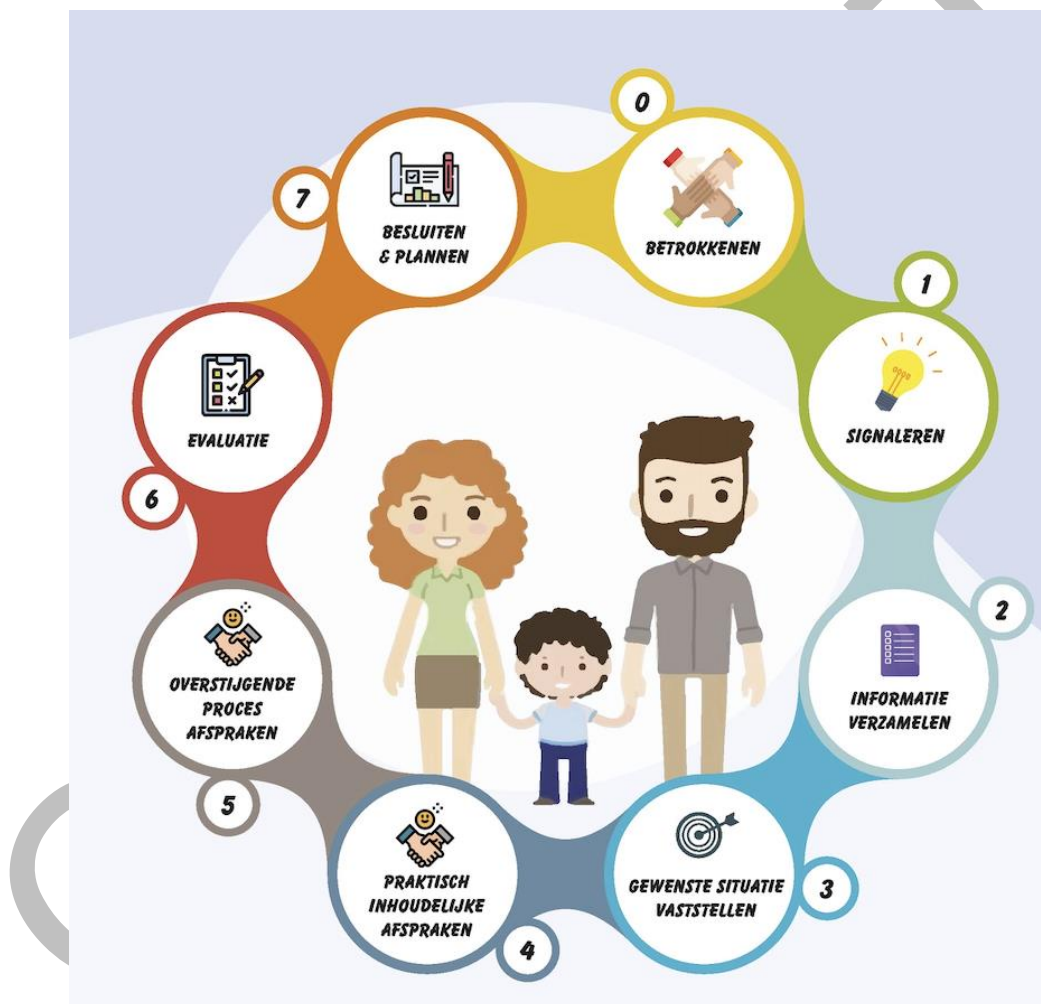 0
BETROKKENEN
1
SIGNALEREN
2
INFORMATIE
VERZAMELEN
3
GEWENSTE SITUATIE
VASTSTELLEN
4
PRAKTISCH
INHOUDELIJKE
AFSPRAKEN
5
OVERSTIJGENDE
PROCES
AFSPRAKEN
6
EVALUATIE
7
BESLUITEN
& PLANNEN